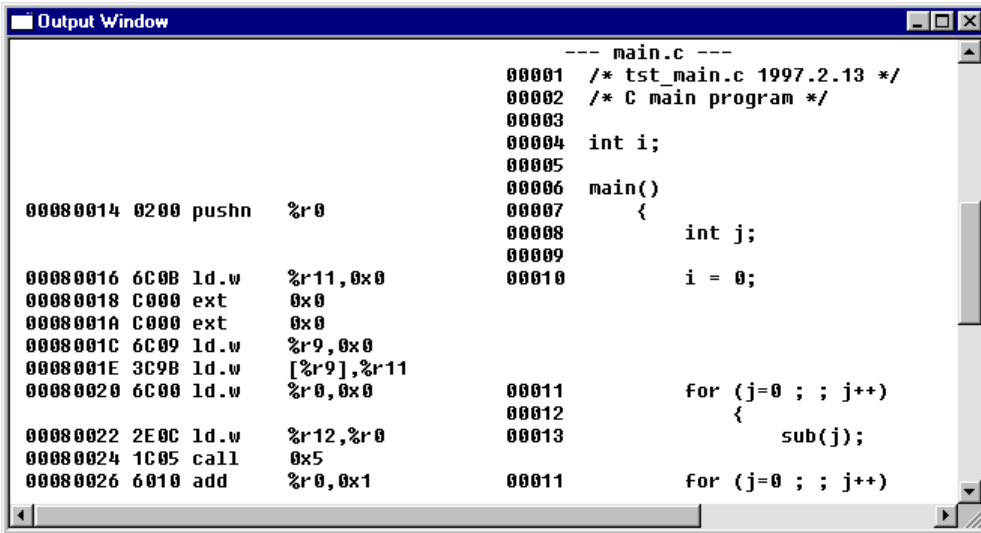 Output Window
--- main.c ---
00001 /* tst_main.c 1997.2.13 */
00002 /* C main program */
00003
00004 int i;
00005
00006 main()
00080014 0200 pushn %r0 00007 {
00008 int j;
00009
00080016 6C0B ld.w %r11,0x0 00010 i = 0;
00080018 C000 ext 0x0
0008001A C000 ext 0x0
0008001C 6C09 ld.w %r9,0x0
0008001E 3C9B ld.w [%r9],%r11
00080020 6C00 ld.w %r0,0x0 00011 for (j=0 ; ; j++)
00012 {
00080022 2E0C ld.w %r12,%r0 00013 sub(j);
00080024 1C05 call 0x5
00080026 6010 add %r0,0x1 00011 for (j=0 ; ; j++)